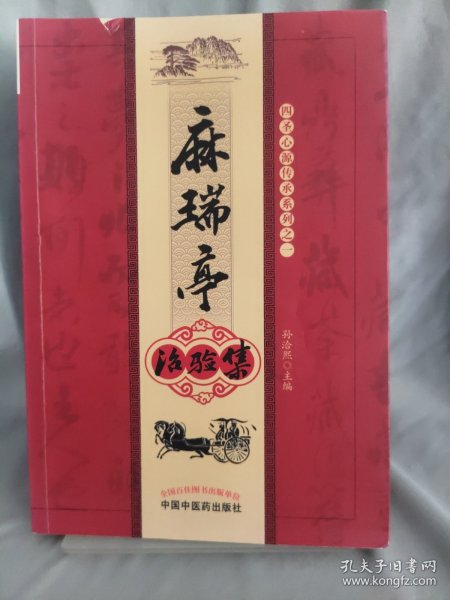 麻瑞亭
治验集
四圣心源传承系列之一
孙洽熙◎主编
全国百佳图书出版单位
中国中医药出版社
孔夫子旧书网
www.kongfz.com